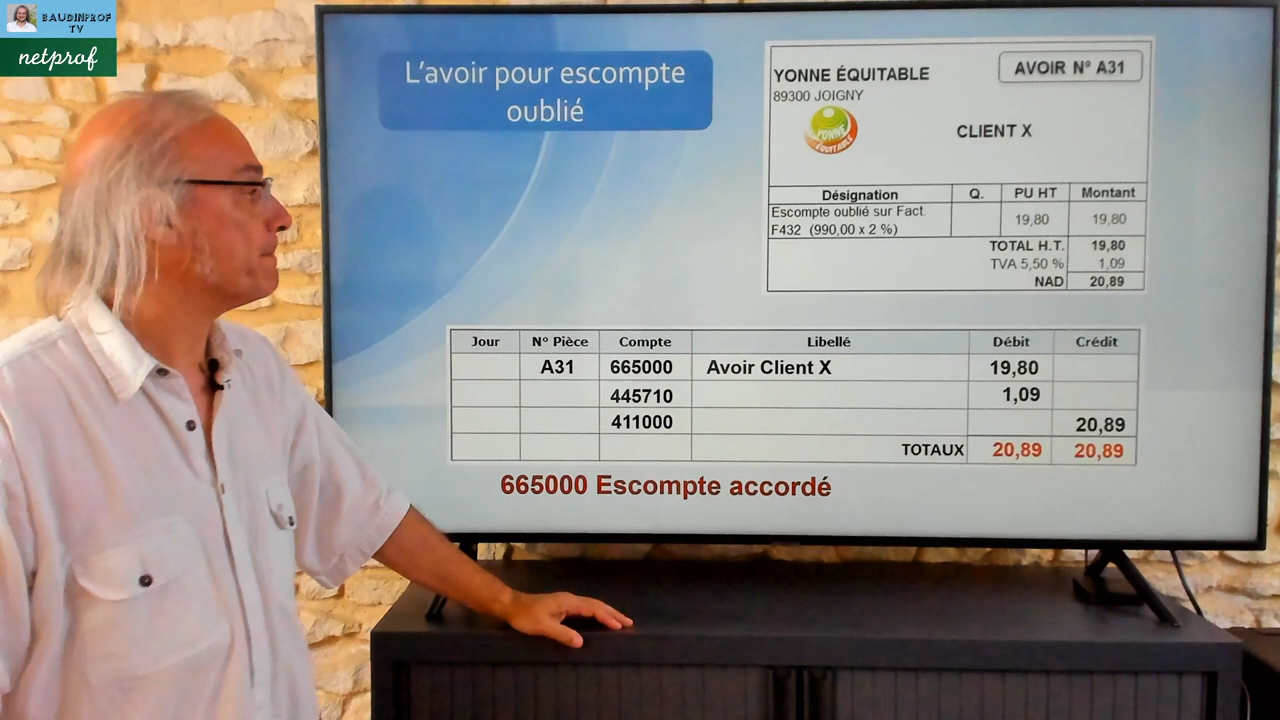 BAUDINPROF
TV
netprof
L'avoir pour escompte
oublié
YONNE ÉQUITABLE
89300 JOIGNY
AVOIR N° A31
YONNE
ÉQUITABLE
CLIENT X
Désignation Q. PU HT Montant
Escompte oublié sur Fact.
F432 (990,00 x 2 %) 19,80 19,80
TOTAL H.T. 19,80
TVA 5,50 % 1,09
NAD 20,89
Jour N° Pièce Compte Libellé Débit Crédit
A31 665000 Avoir Client X 19,80
445710 1,09
411000 20,89
TOTAUX 20,89 20,89
665000 Escompte accordé